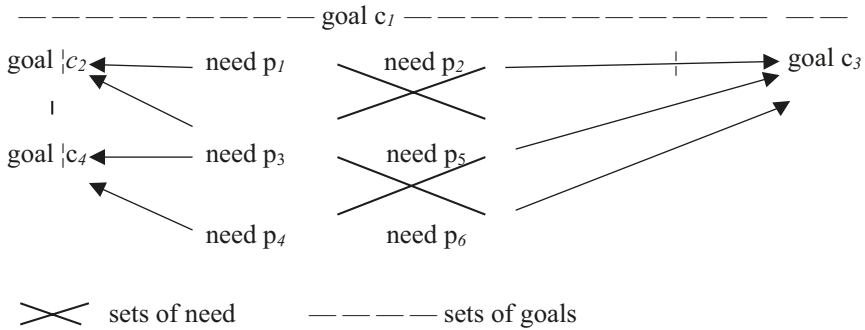 goal c1
goal c2 need p1 need p2 goal c3
goal c4 need p3 need p5
need p4 need p6
sets of need sets of goals